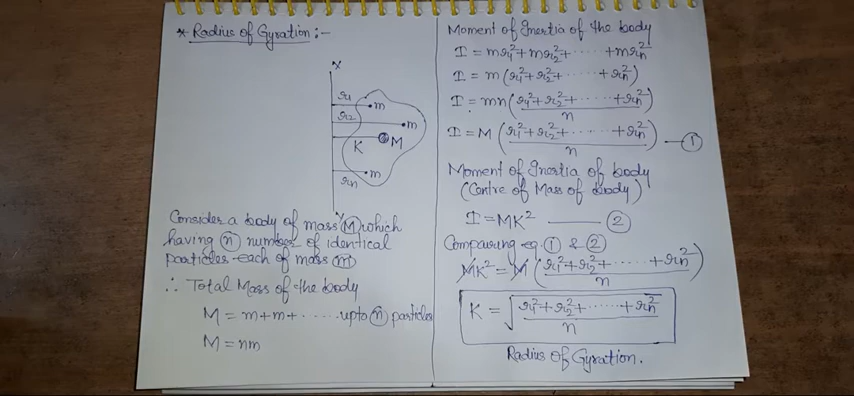 * Radius of Gyration :-
X
r₁
m
r₂
m
K
M
rₙ
m
Y
Consider a body of mass M which
having n number of identical
particles each of mass m
∴ Total Mass of the body
M = m+m+ ...... upto n particles
M = nm
Moment of Inertia of the body
I = mr₁²+mr₂²+ ...... +mrₙ²
I = m (r₁²+r₂²+ ...... +rₙ²)
I = mn (r₁²+r₂²+ ...... +rₙ²)/n
I = M (r₁²+r₂²+ ...... +rₙ²)/n — ①
Moment of Inertia of body
(Centre of Mass of body)
I = MK² — ②
Comparing eq. ① & ②
MK² = M (r₁²+r₂²+ ...... +rₙ²)/n
K = √(r₁²+r₂²+ ...... +rₙ²)/n
Radius of Gyration.